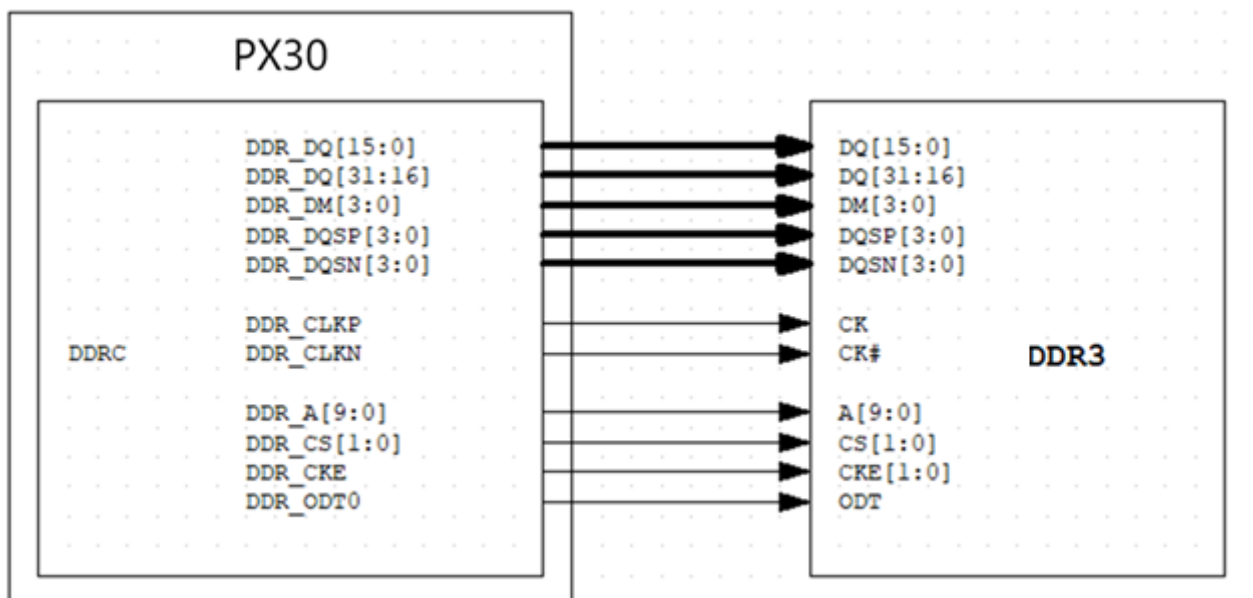 PX30
DDR_DQ[15:0] DQ[15:0]
DDR_DQ[31:16] DQ[31:16]
DDR_DM[3:0] DM[3:0]
DDR_DQSP[3:0] DQSP[3:0]
DDR_DQSN[3:0] DQSN[3:0]
DDR_CLKP CK
DDRC DDR_CLKN CK# DDR3
DDR_A[9:0] A[9:0]
DDR_CS[1:0] CS[1:0]
DDR_CKE CKE[1:0]
DDR_ODT0 ODT